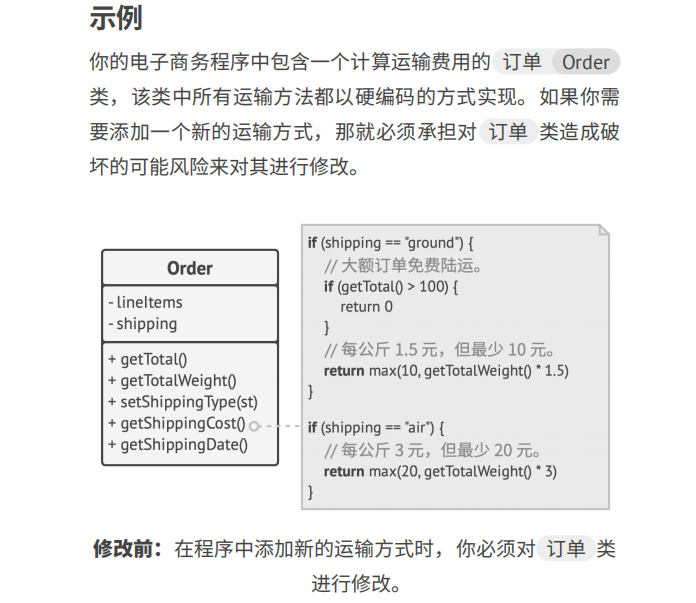 示例
你的电子商务程序中包含一个计算运输费用的 订单 Order
类，该类中所有运输方法都以硬编码的方式实现。如果你需
要添加一个新的运输方式，那就必须承担对 订单 类造成破
坏的可能风险来对其进行修改。
Order
- lineItems
- shipping
+ getTotal()
+ getTotalWeight()
+ setShippingType(st)
+ getShippingCost()
+ getShippingDate()
if (shipping == "ground") {
// 大额订单免费陆运。
if (getTotal() > 100) {
return 0
}
// 每公斤 1.5 元，但最少 10 元。
return max(10, getTotalWeight() * 1.5)
}
if (shipping == "air") {
// 每公斤 3 元，但最少 20 元。
return max(20, getTotalWeight() * 3)
}
修改前：在程序中添加新的运输方式时，你必须对 订单 类
进行修改。